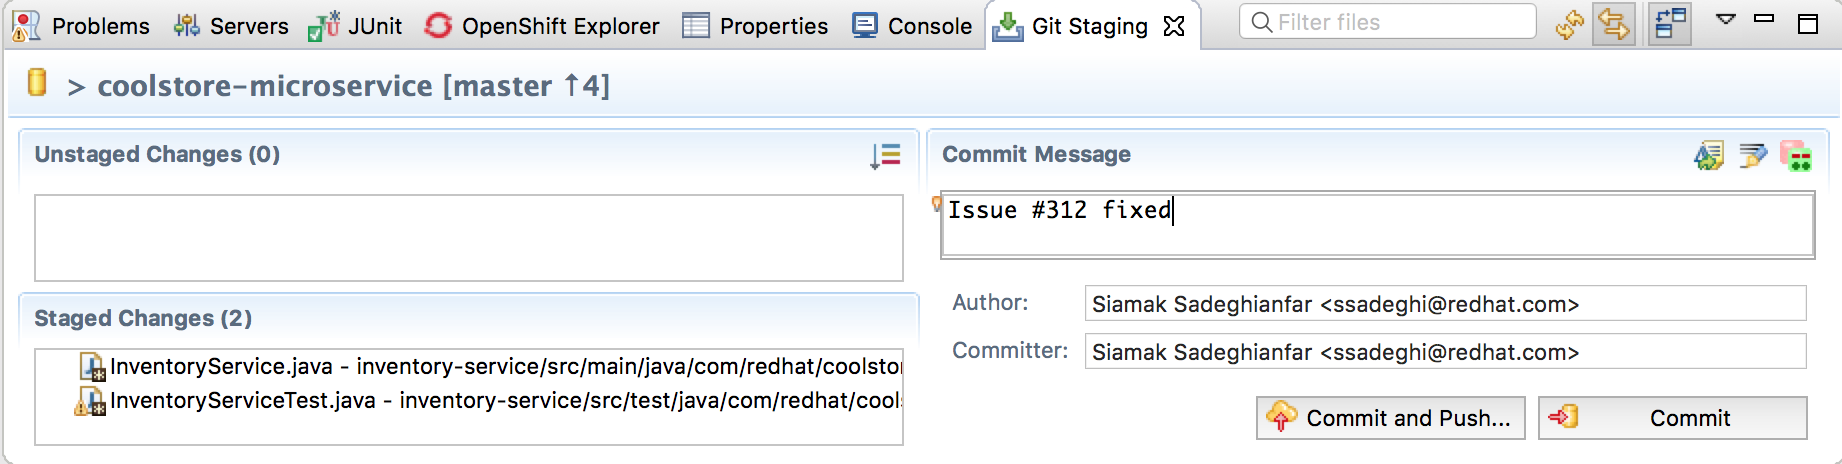 Problems Servers JUnit OpenShift Explorer Properties Console Git Staging Filter files
> coolstore-microservice [master ↑4]
Unstaged Changes (0)
Staged Changes (2)
InventoryService.java - inventory-service/src/main/java/com/redhat/coolsto
InventoryServiceTest.java - inventory-service/src/test/java/com/redhat/cools
Commit Message
Issue #312 fixed
Author: Siamak Sadeghianfar <ssadeghi@redhat.com>
Committer: Siamak Sadeghianfar <ssadeghi@redhat.com>
Commit and Push... Commit